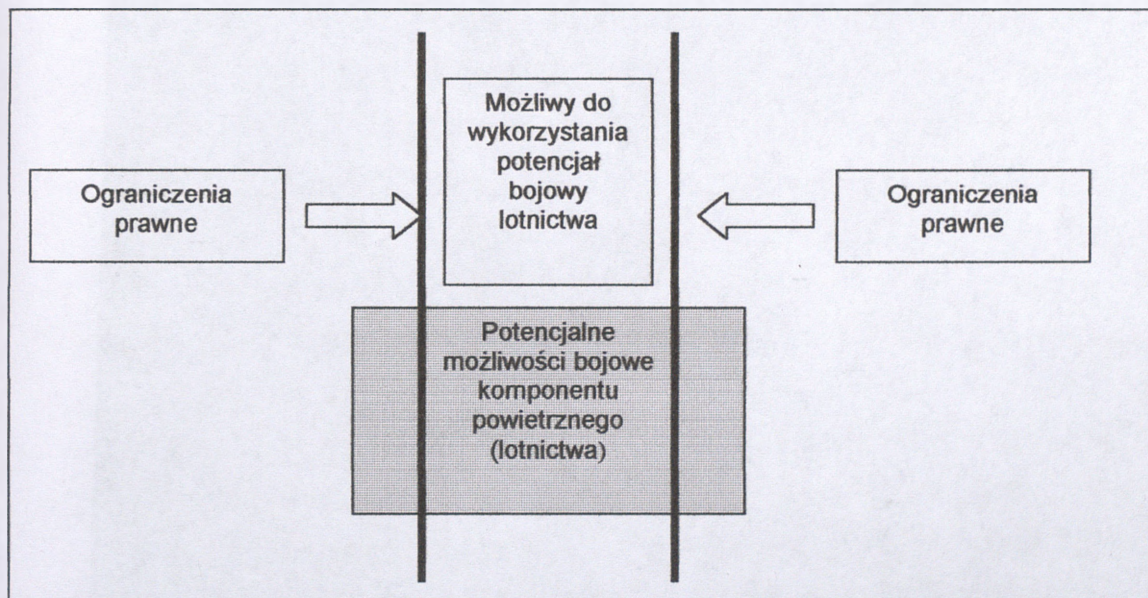 Możliwy do
wykorzystania
potencjał
bojowy
lotnictwa
Ograniczenia
prawne
Ograniczenia
prawne
Potencjalne
możliwości bojowe
komponentu
powietrznego
(lotnictwa)